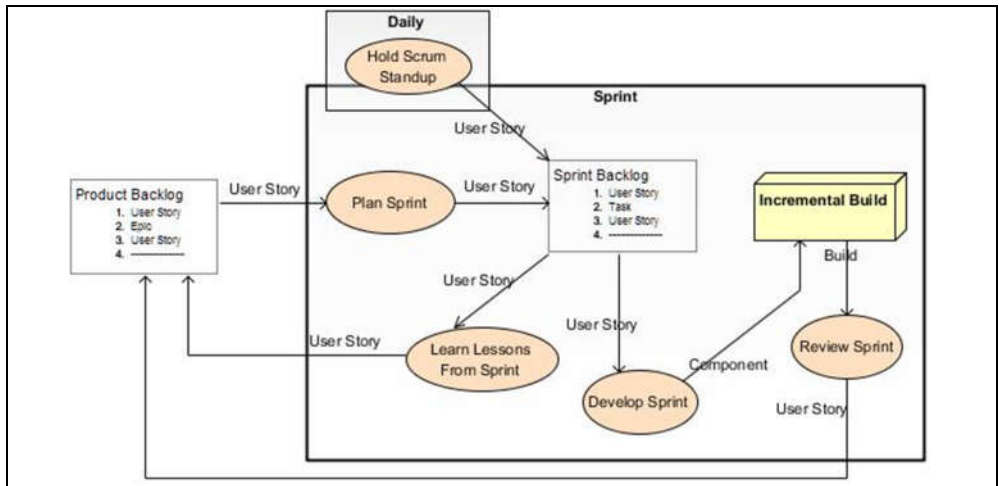 Daily
Hold Scrum
Standup
Sprint
User Story
Product Backlog
1. User Story
2. Epic
3. User Story
4. -------------
User Story
Plan Sprint
User Story
Sprint Backlog
1. User Story
2. Task
3. User Story
4. -------------
Incremental Build
Build
User Story
User Story
User Story
Learn Lessons
From Sprint
Component
Develop Sprint
Review Sprint
User Story